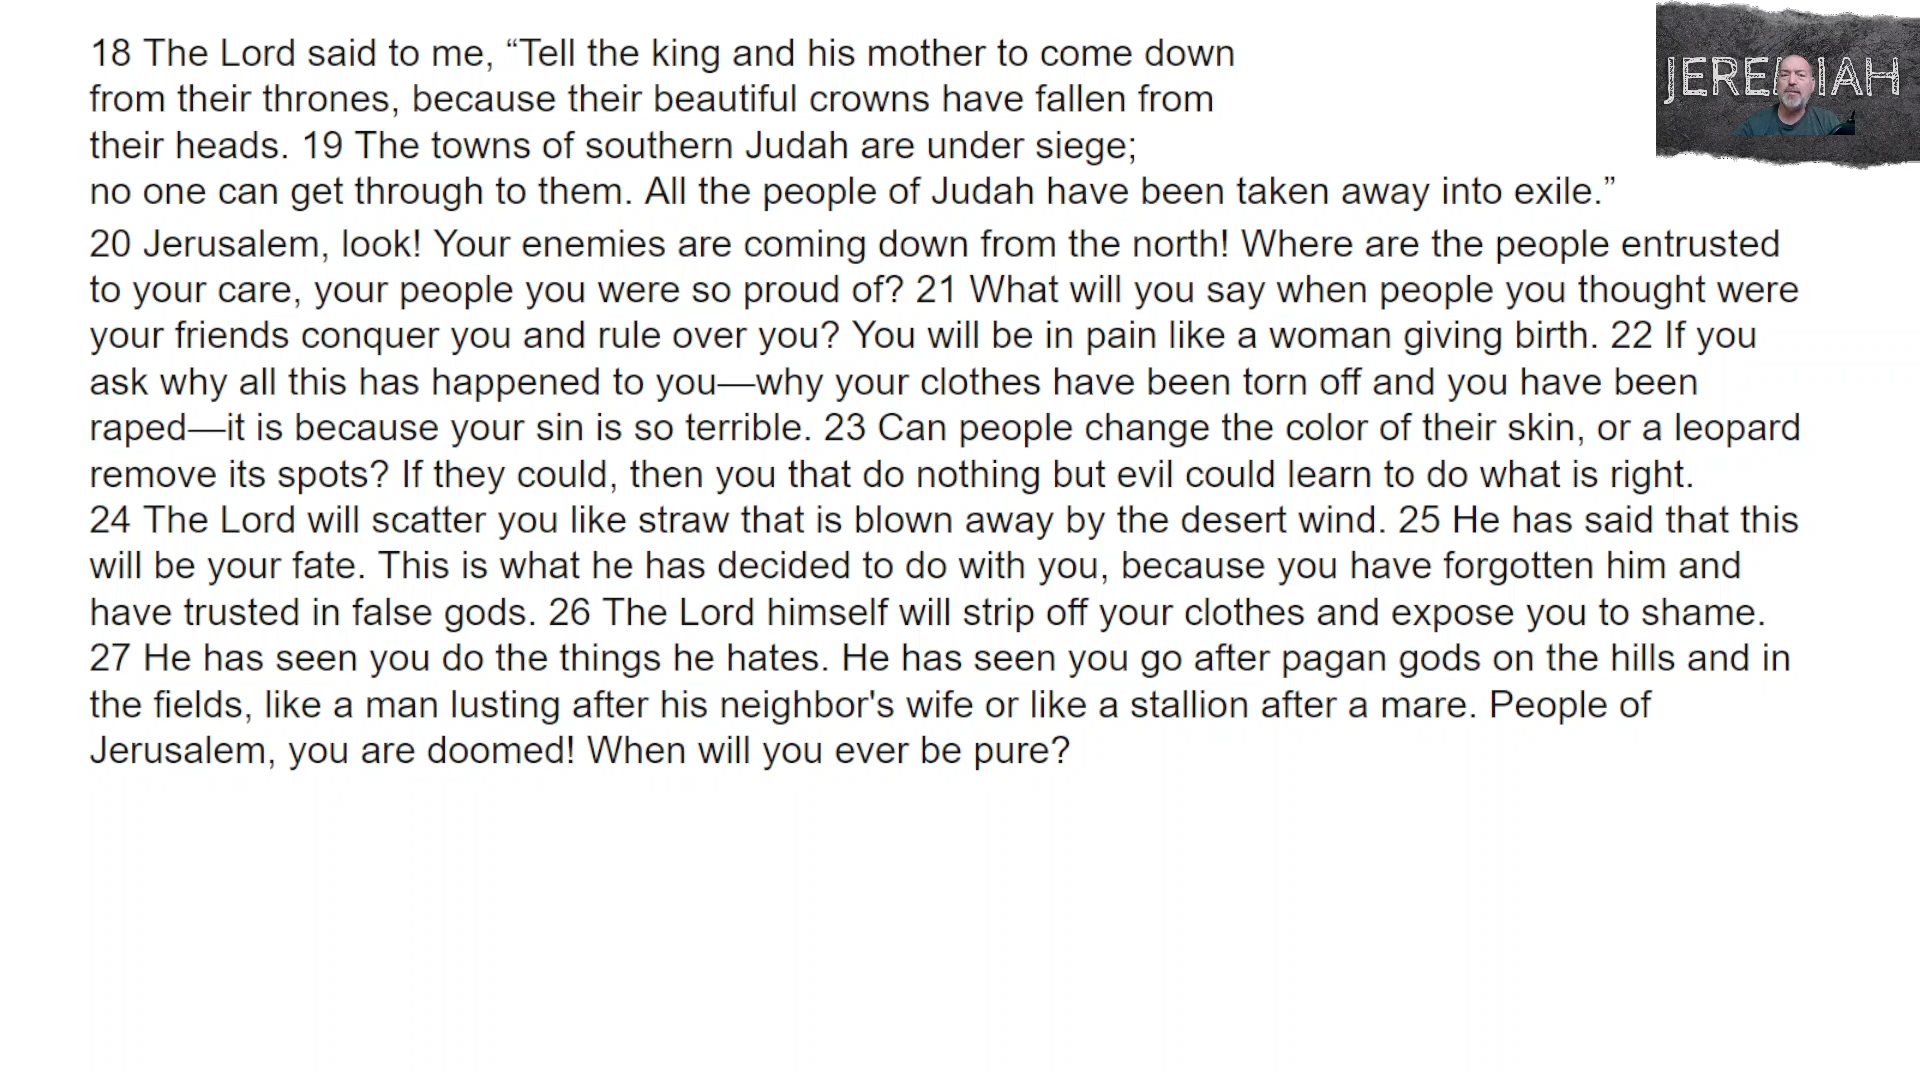 18 The Lord said to me, “Tell the king and his mother to come down
from their thrones, because their beautiful crowns have fallen from
their heads. 19 The towns of southern Judah are under siege;
no one can get through to them. All the people of Judah have been taken away into exile.”
20 Jerusalem, look! Your enemies are coming down from the north! Where are the people entrusted
to your care, your people you were so proud of? 21 What will you say when people you thought were
your friends conquer you and rule over you? You will be in pain like a woman giving birth. 22 If you
ask why all this has happened to you—why your clothes have been torn off and you have been
raped—it is because your sin is so terrible. 23 Can people change the color of their skin, or a leopard
remove its spots? If they could, then you that do nothing but evil could learn to do what is right.
24 The Lord will scatter you like straw that is blown away by the desert wind. 25 He has said that this
will be your fate. This is what he has decided to do with you, because you have forgotten him and
have trusted in false gods. 26 The Lord himself will strip off your clothes and expose you to shame.
27 He has seen you do the things he hates. He has seen you go after pagan gods on the hills and in
the fields, like a man lusting after his neighbor's wife or like a stallion after a mare. People of
Jerusalem, you are doomed! When will you ever be pure?
JEREMIAH